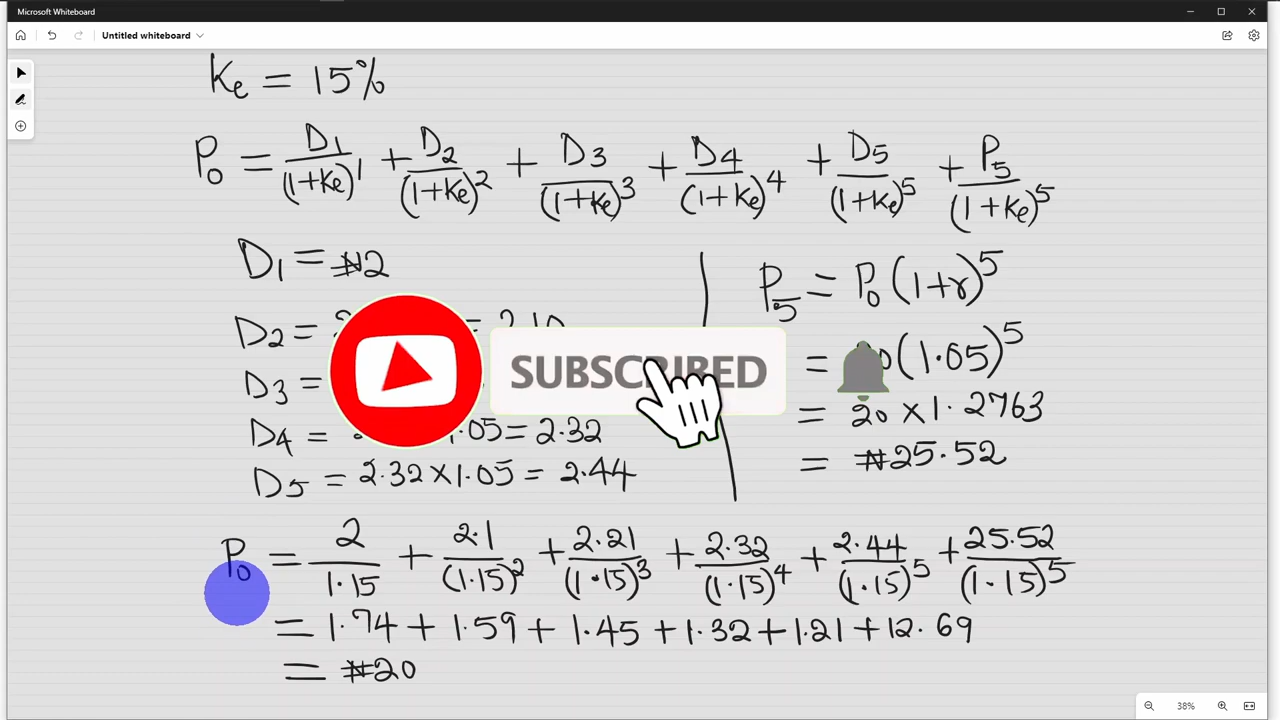 Microsoft Whiteboard
Untitled whiteboard
Ke = 15%
P0 = D1/(1+Ke)^1 + D2/(1+Ke)^2 + D3/(1+Ke)^3 + D4/(1+Ke)^4 + D5/(1+Ke)^5 + P5/(1+Ke)^5
D1 = ₦2
D2 = = 2.10
D3 =
D4 = 1.05 = 2.32
D5 = 2.32 × 1.05 = 2.44
P5 = P0(1+r)^5
= 0(1.05)^5
= 20 × 1.2763
= ₦25.52
SUBSCRIBED
P0 = 2/1.15 + 2.1/(1.15)^2 + 2.21/(1.15)^3 + 2.32/(1.15)^4 + 2.44/(1.15)^5 + 25.52/(1.15)^5
= 1.74 + 1.59 + 1.45 + 1.32 + 1.21 + 12.69
= ₦20
38%